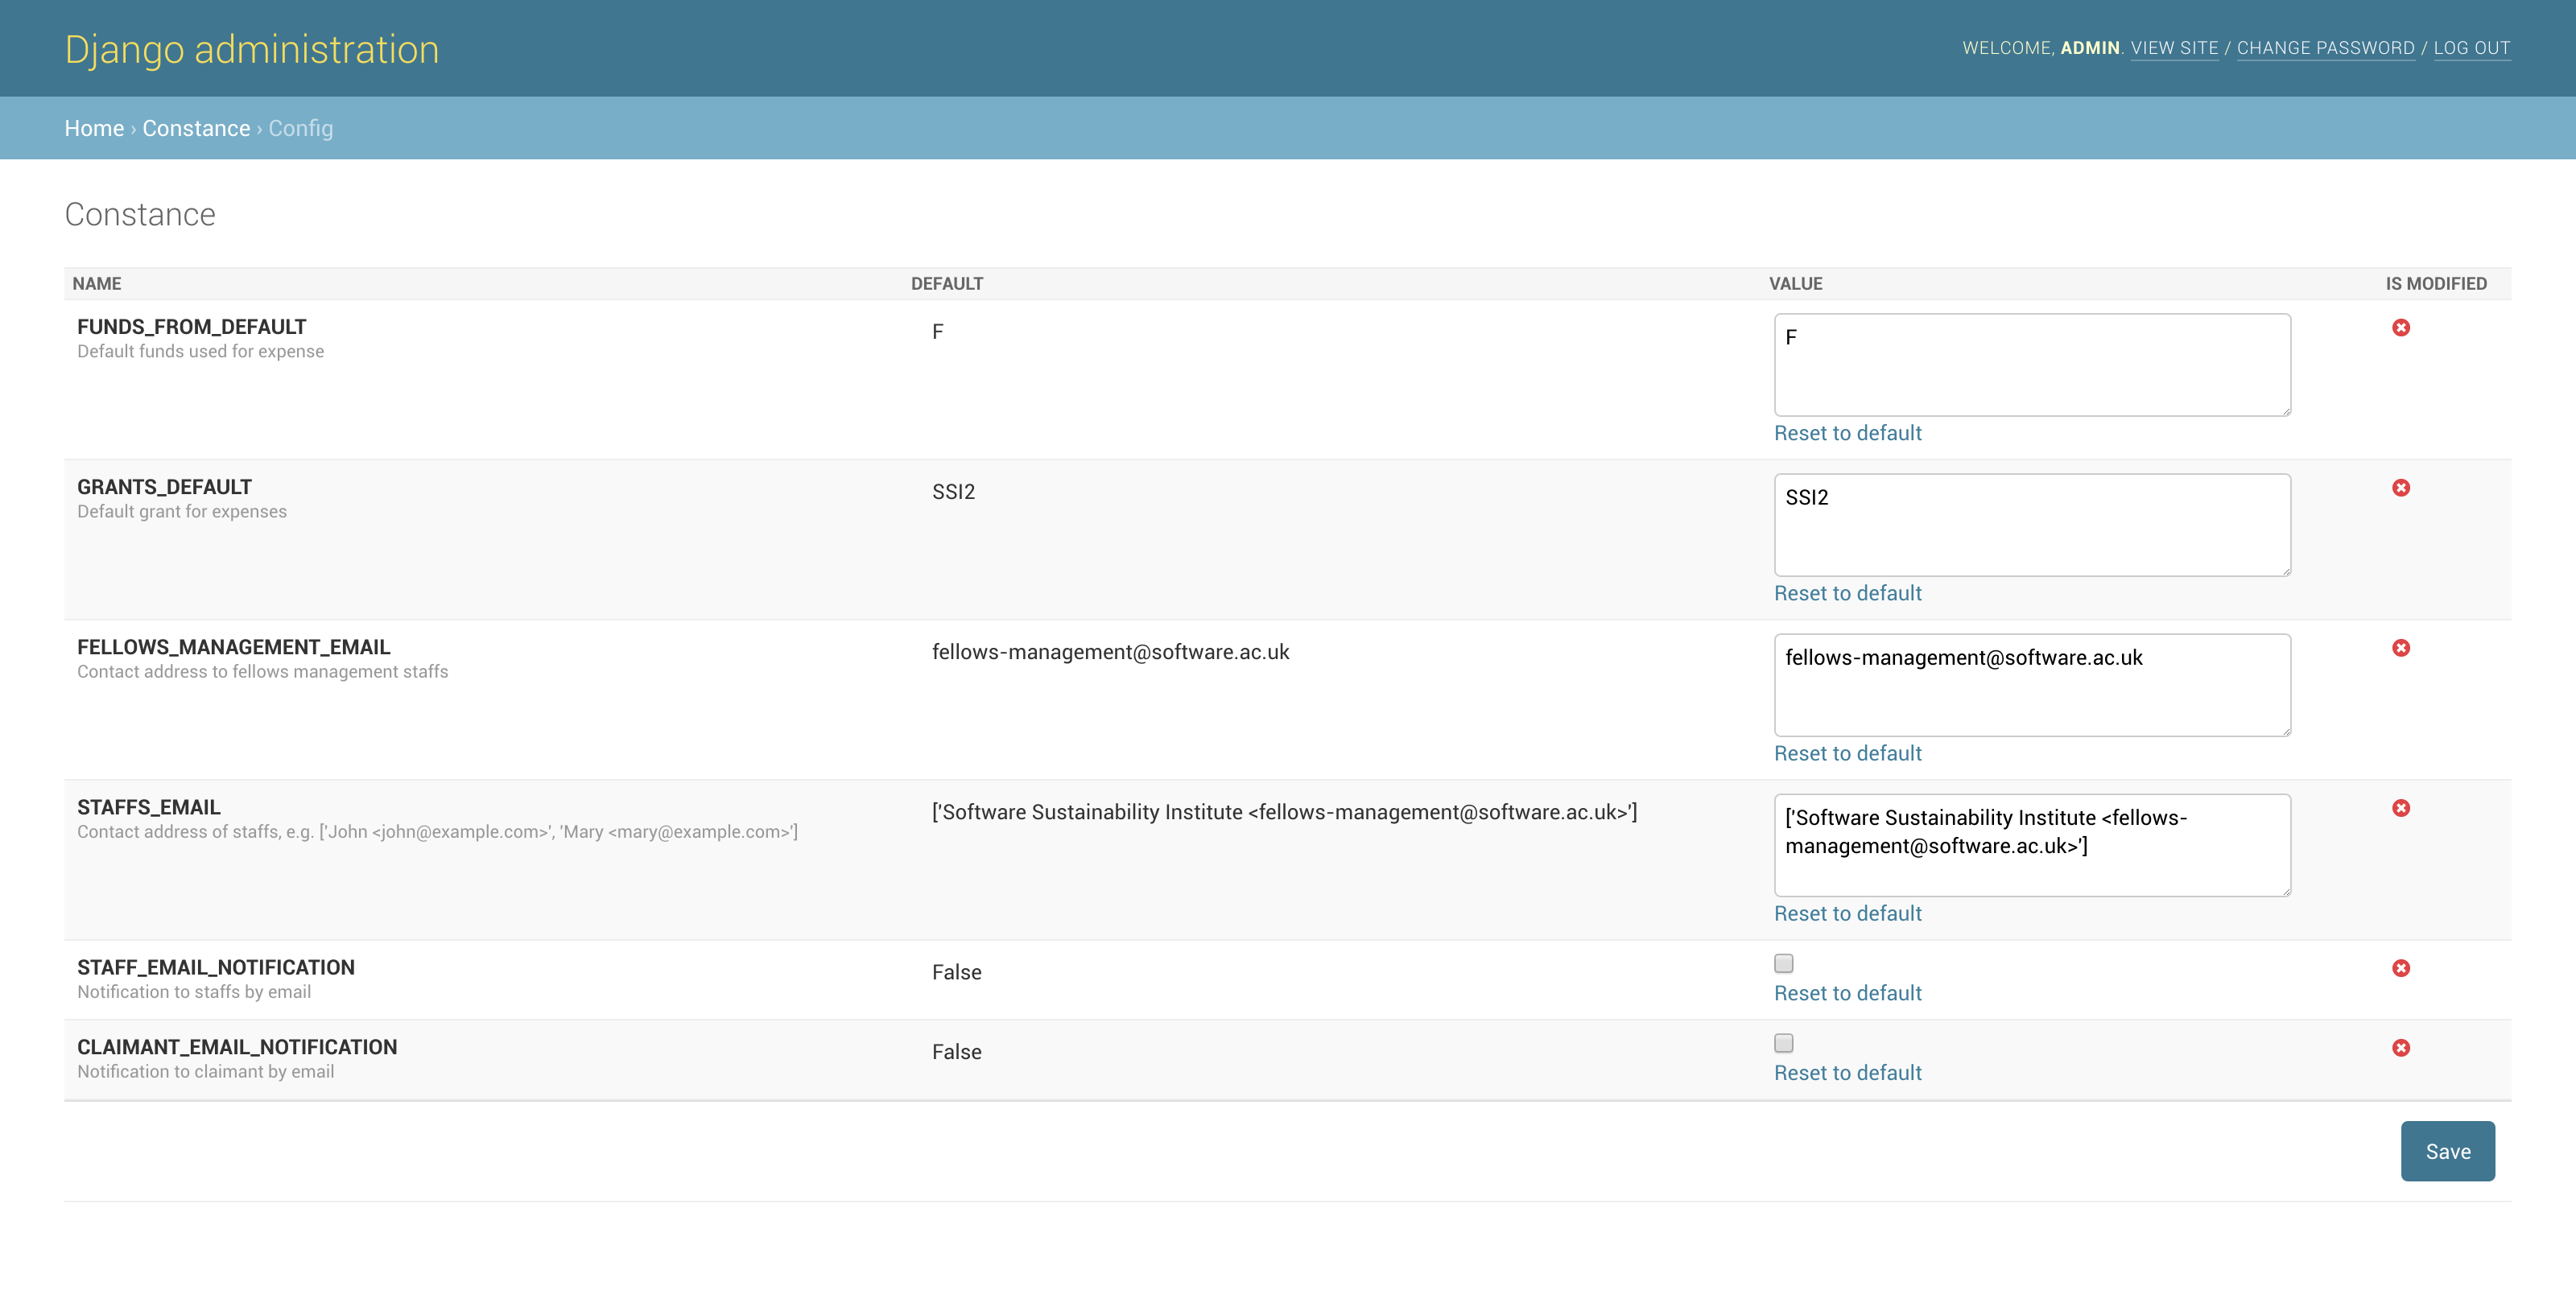 Django administration
WELCOME, ADMIN. VIEW SITE / CHANGE PASSWORD / LOG OUT
Home › Constance › Config
Constance
NAME DEFAULT VALUE IS MODIFIED
FUNDS_FROM_DEFAULT F F
Default funds used for expense
Reset to default
GRANTS_DEFAULT SSI2 SSI2
Default grant for expenses
Reset to default
FELLOWS_MANAGEMENT_EMAIL fellows-management@software.ac.uk fellows-management@software.ac.uk
Contact address to fellows management staffs
Reset to default
STAFFS_EMAIL ['Software Sustainability Institute <fellows-management@software.ac.uk>'] ['Software Sustainability Institute <fellows-
Contact address of staffs, e.g. ['John <john@example.com>', 'Mary <mary@example.com>'] management@software.ac.uk>']
Reset to default
STAFF_EMAIL_NOTIFICATION False
Notification to staffs by email Reset to default
CLAIMANT_EMAIL_NOTIFICATION False
Notification to claimant by email Reset to default
Save